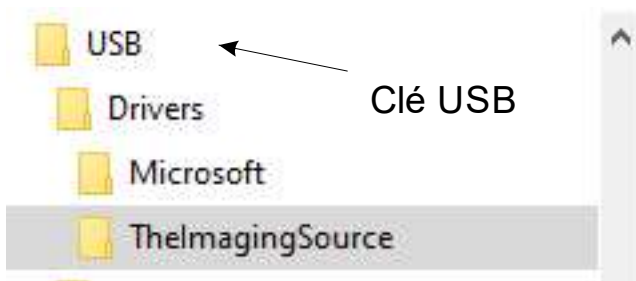 USB
Clé USB
Drivers
Microsoft
TheImagingSource